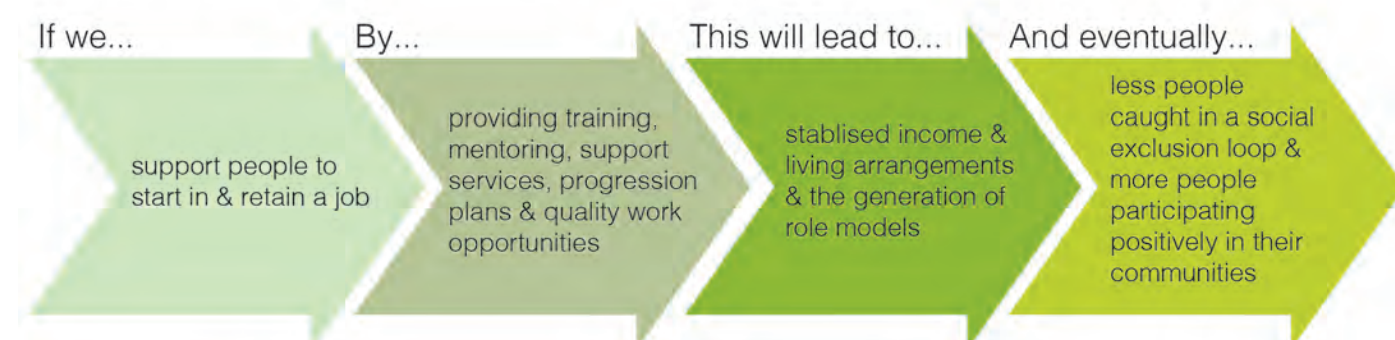 If we...
support people to
start in & retain a job
By...
providing training,
mentoring, support
services, progression
plans & quality work
opportunities
This will lead to...
stablised income &
living arrangements
& the generation of
role models
And eventually...
less people
caught in a social
exclusion loop &
more people
participating
positively in their
communities